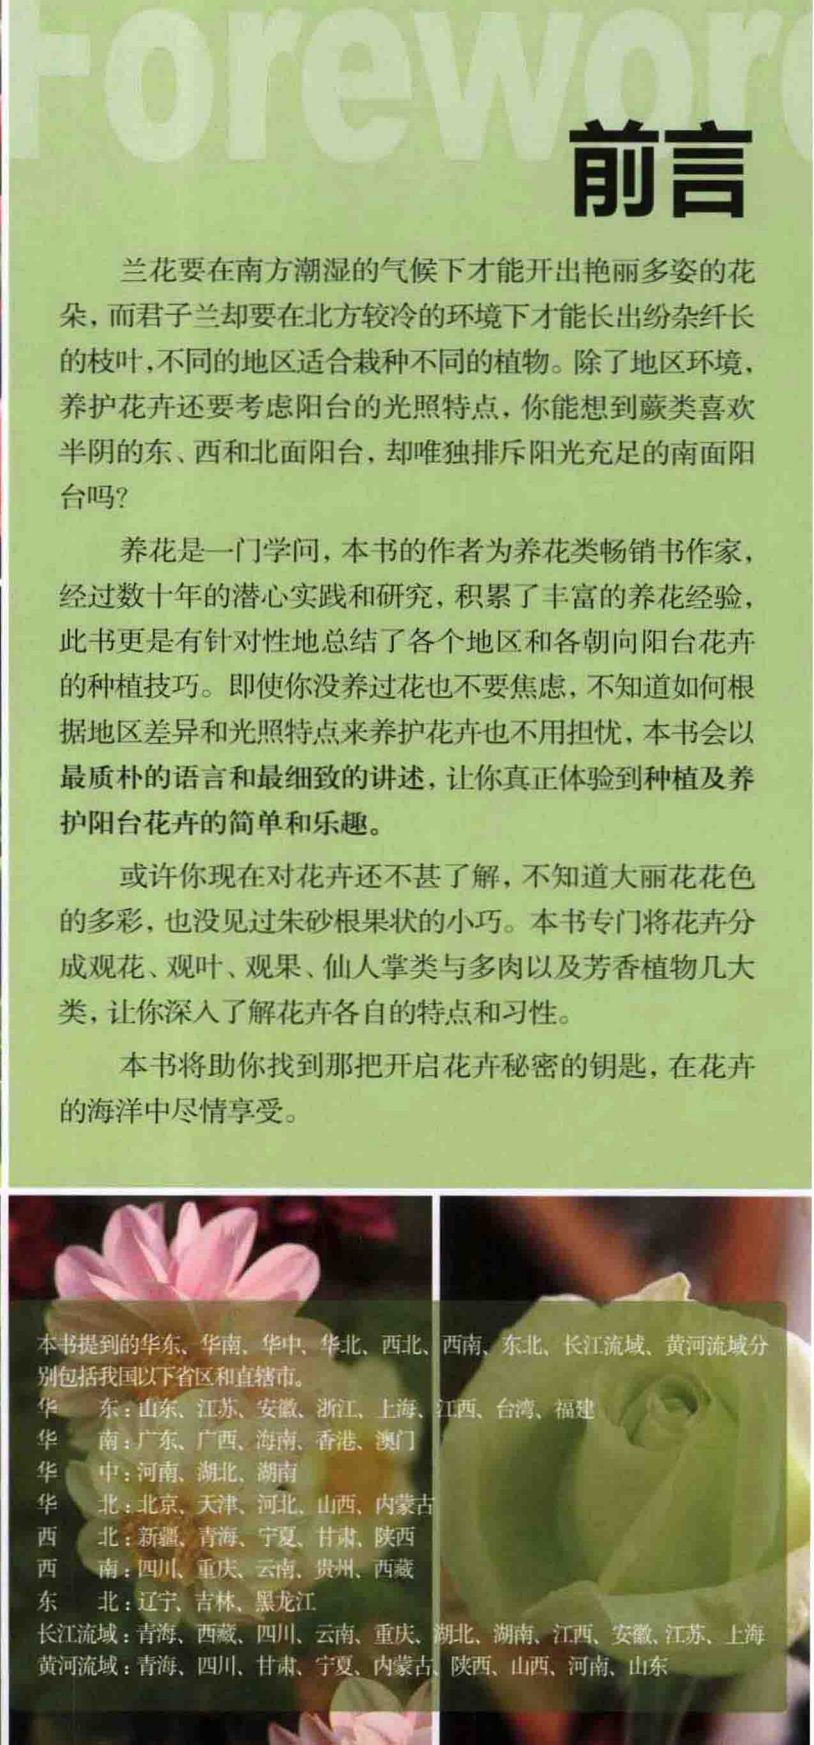 Foreword
前言
兰花要在南方潮湿的气候下才能开出艳丽多姿的花
朵，而君子兰却要在北方较冷的环境下才能长出纷杂纤长
的枝叶，不同的地区适合栽种不同的植物。除了地区环境，
养护花卉还要考虑阳台的光照特点，你能想到蕨类喜欢
半阴的东、西和北面阳台，却唯独排斥阳光充足的南面阳
台吗？
养花是一门学问，本书的作者为养花类畅销书作家，
经过数十年的潜心实践和研究，积累了丰富的养花经验，
此书更是有针对性地总结了各个地区和各朝向阳台花卉
的种植技巧。即使你没养过花也不要焦虑，不知道如何根
据地区差异和光照特点来养护花卉也不用担忧，本书会以
最质朴的语言和最细致的讲述，让你真正体验到种植及养
护阳台花卉的简单和乐趣。
或许你现在对花卉还不甚了解，不知道大丽花花色
的多彩，也没见过朱砂根果状的小巧。本书专门将花卉分
成观花、观叶、观果、仙人掌类与多肉以及芳香植物几大
类，让你深入了解花卉各自的特点和习性。
本书将助你找到那把开启花卉秘密的钥匙，在花卉
的海洋中尽情享受。
本书提到的华东、华南、华中、华北、西北、西南、东北、长江流域、黄河流域分
别包括我国以下省区和直辖市。
华　　东：山东、江苏、安徽、浙江、上海、江西、台湾、福建
华　　南：广东、广西、海南、香港、澳门
华　　中：河南、湖北、湖南
华　　北：北京、天津、河北、山西、内蒙古
西　　北：新疆、青海、宁夏、甘肃、陕西
西　　南：四川、重庆、云南、贵州、西藏
东　　北：辽宁、吉林、黑龙江
长江流域：青海、西藏、四川、云南、重庆、湖北、湖南、江西、安徽、江苏、上海
黄河流域：青海、四川、甘肃、宁夏、内蒙古、陕西、山西、河南、山东